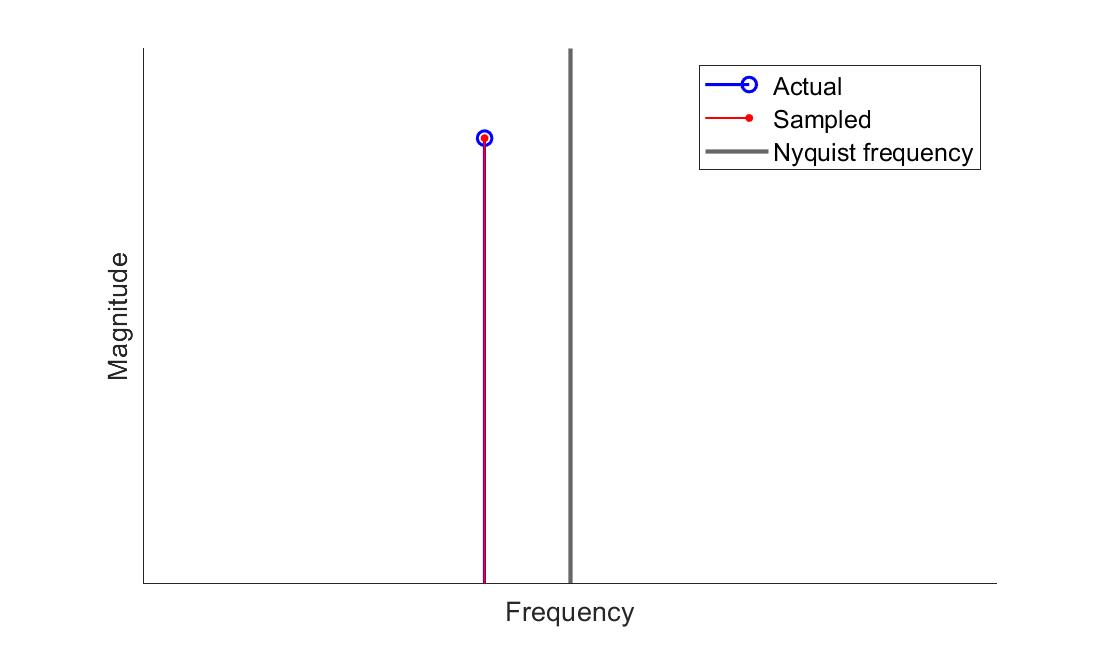 Actual
Sampled
Nyquist frequency
Magnitude
Frequency